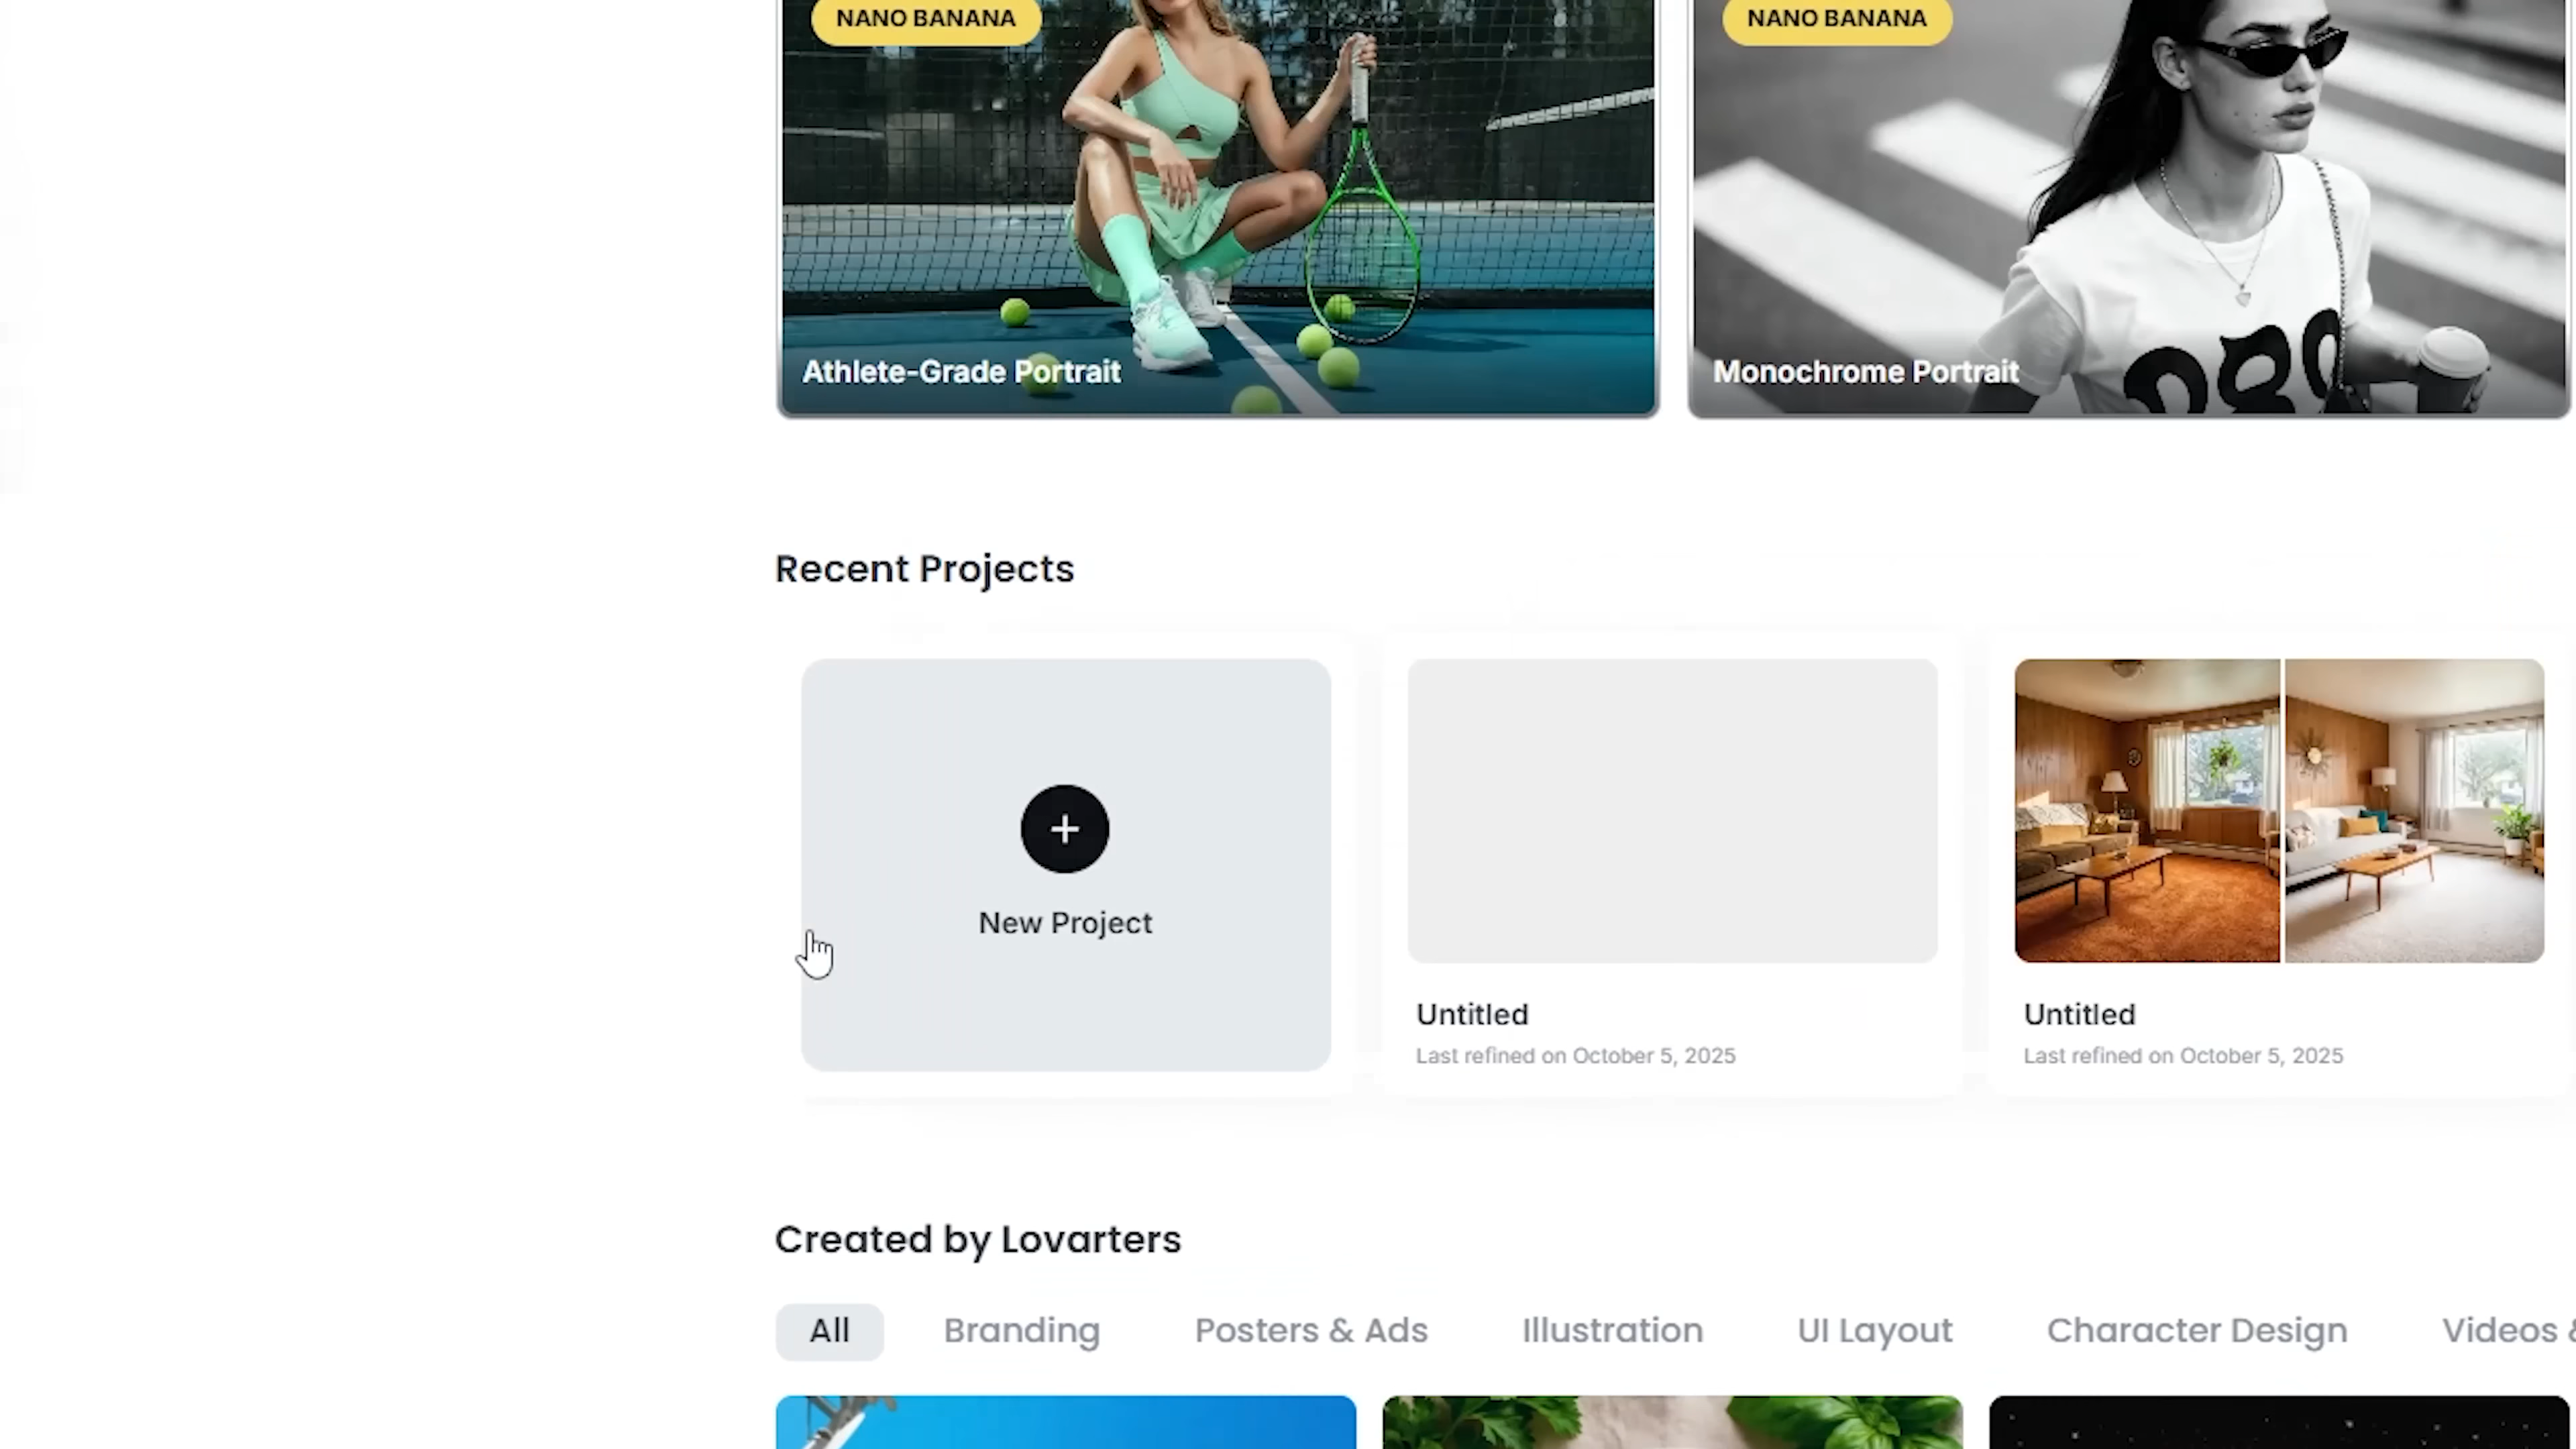 NANO BANANA
NANO BANANA
Athlete-Grade Portrait
Monochrome Portrait
Recent Projects
New Project
Untitled
Last refined on October 5, 2025
Untitled
Last refined on October 5, 2025
Created by Lovarters
All
Branding
Posters & Ads
Illustration
UI Layout
Character Design
Videos &